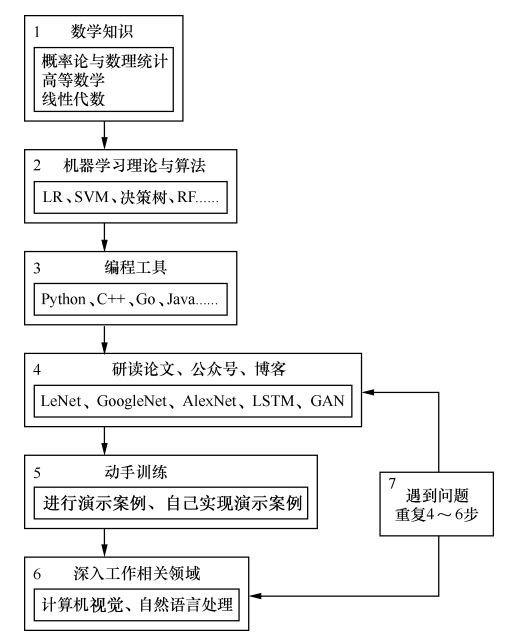 1 数学知识
概率论与数理统计
高等数学
线性代数
2 机器学习理论与算法
LR、SVM、决策树、RF......
3 编程工具
Python、C++、Go、Java......
4 研读论文、公众号、博客
LeNet、GoogleNet、AlexNet、LSTM、GAN
5 动手训练
进行演示案例、自己实现演示案例
6 深入工作相关领域
计算机视觉、自然语言处理
7 遇到问题
重复4～6步